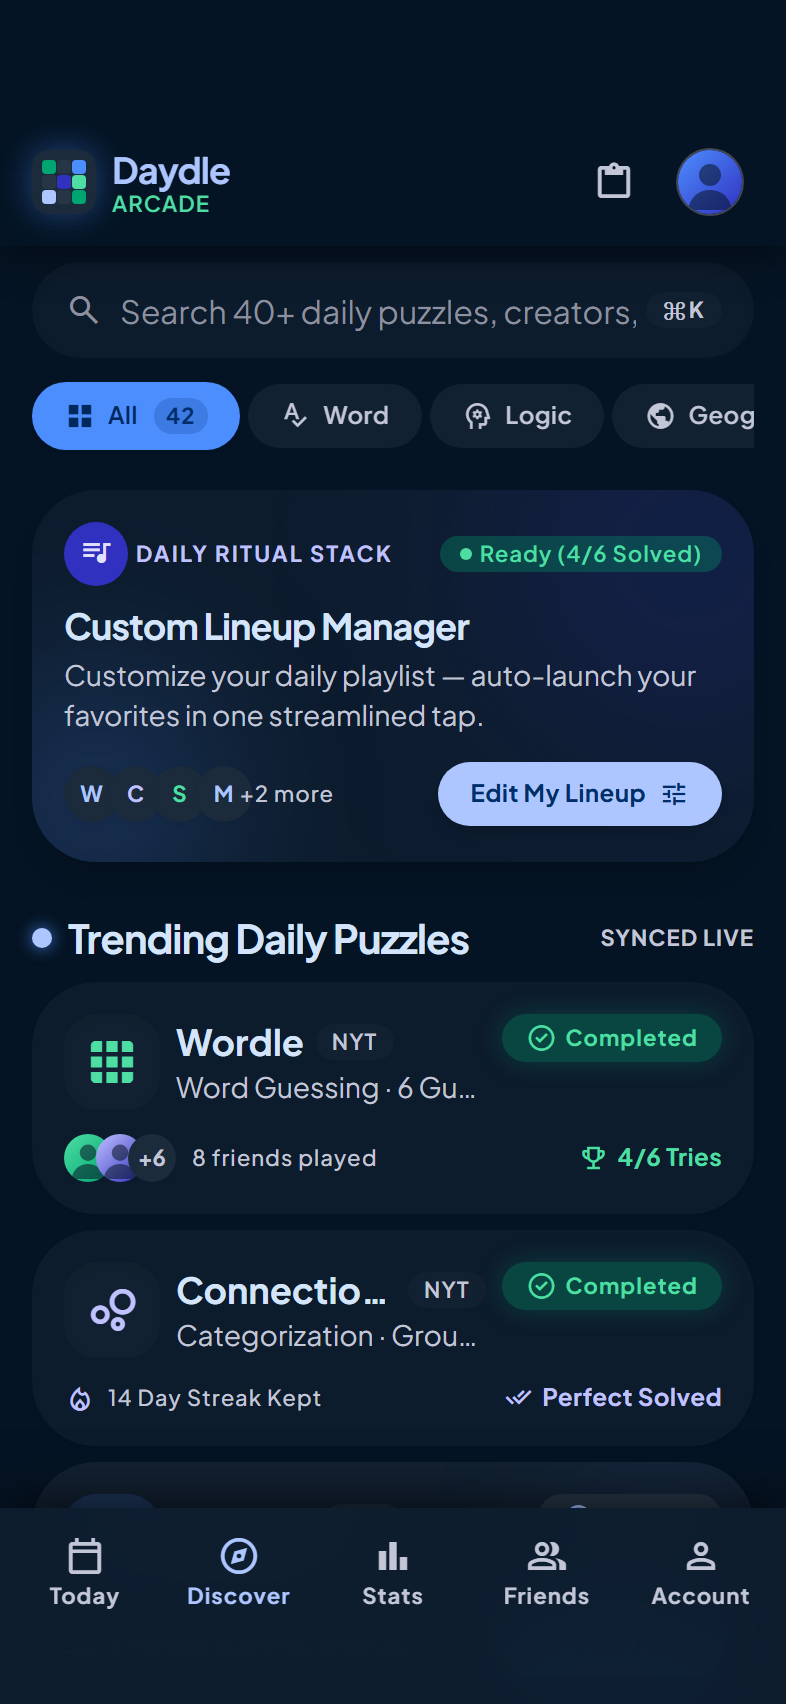 Daydle
ARCADE
Search 40+ daily puzzles, creators, ⌘K
All 42 Word Logic Geog
DAILY RITUAL STACK Ready (4/6 Solved)
Custom Lineup Manager
Customize your daily playlist — auto-launch your
favorites in one streamlined tap.
W C S M +2 more Edit My Lineup
Trending Daily Puzzles SYNCED LIVE
Wordle NYT Completed
Word Guessing · 6 Gu...
+6 8 friends played 4/6 Tries
Connectio... NYT Completed
Categorization · Grou...
14 Day Streak Kept Perfect Solved
Today Discover Stats Friends Account